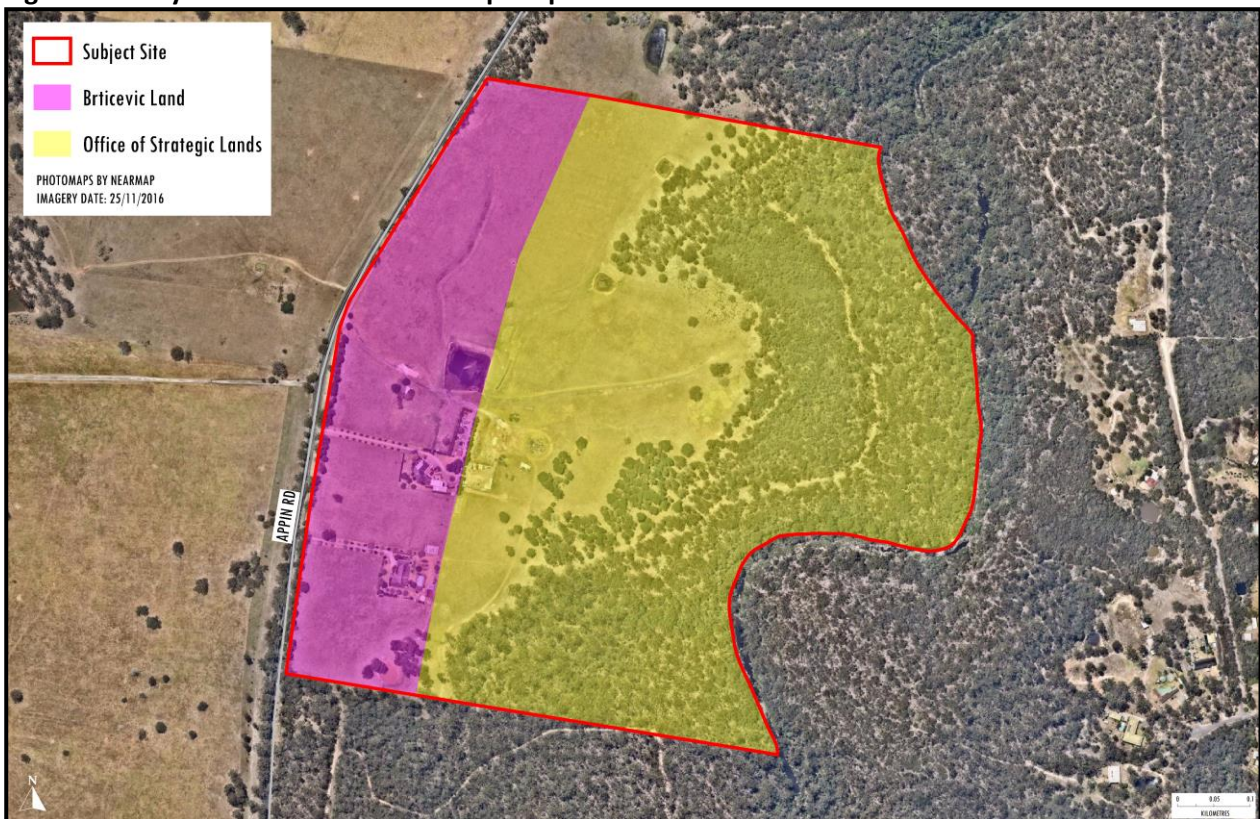 Subject Site
Brticevic Land
Office of Strategic Lands
PHOTOMAPS BY NEARMAP
IMAGERY DATE: 25/11/2016
APPIN RD
N
0 0.05 0.1
KILOMETRES